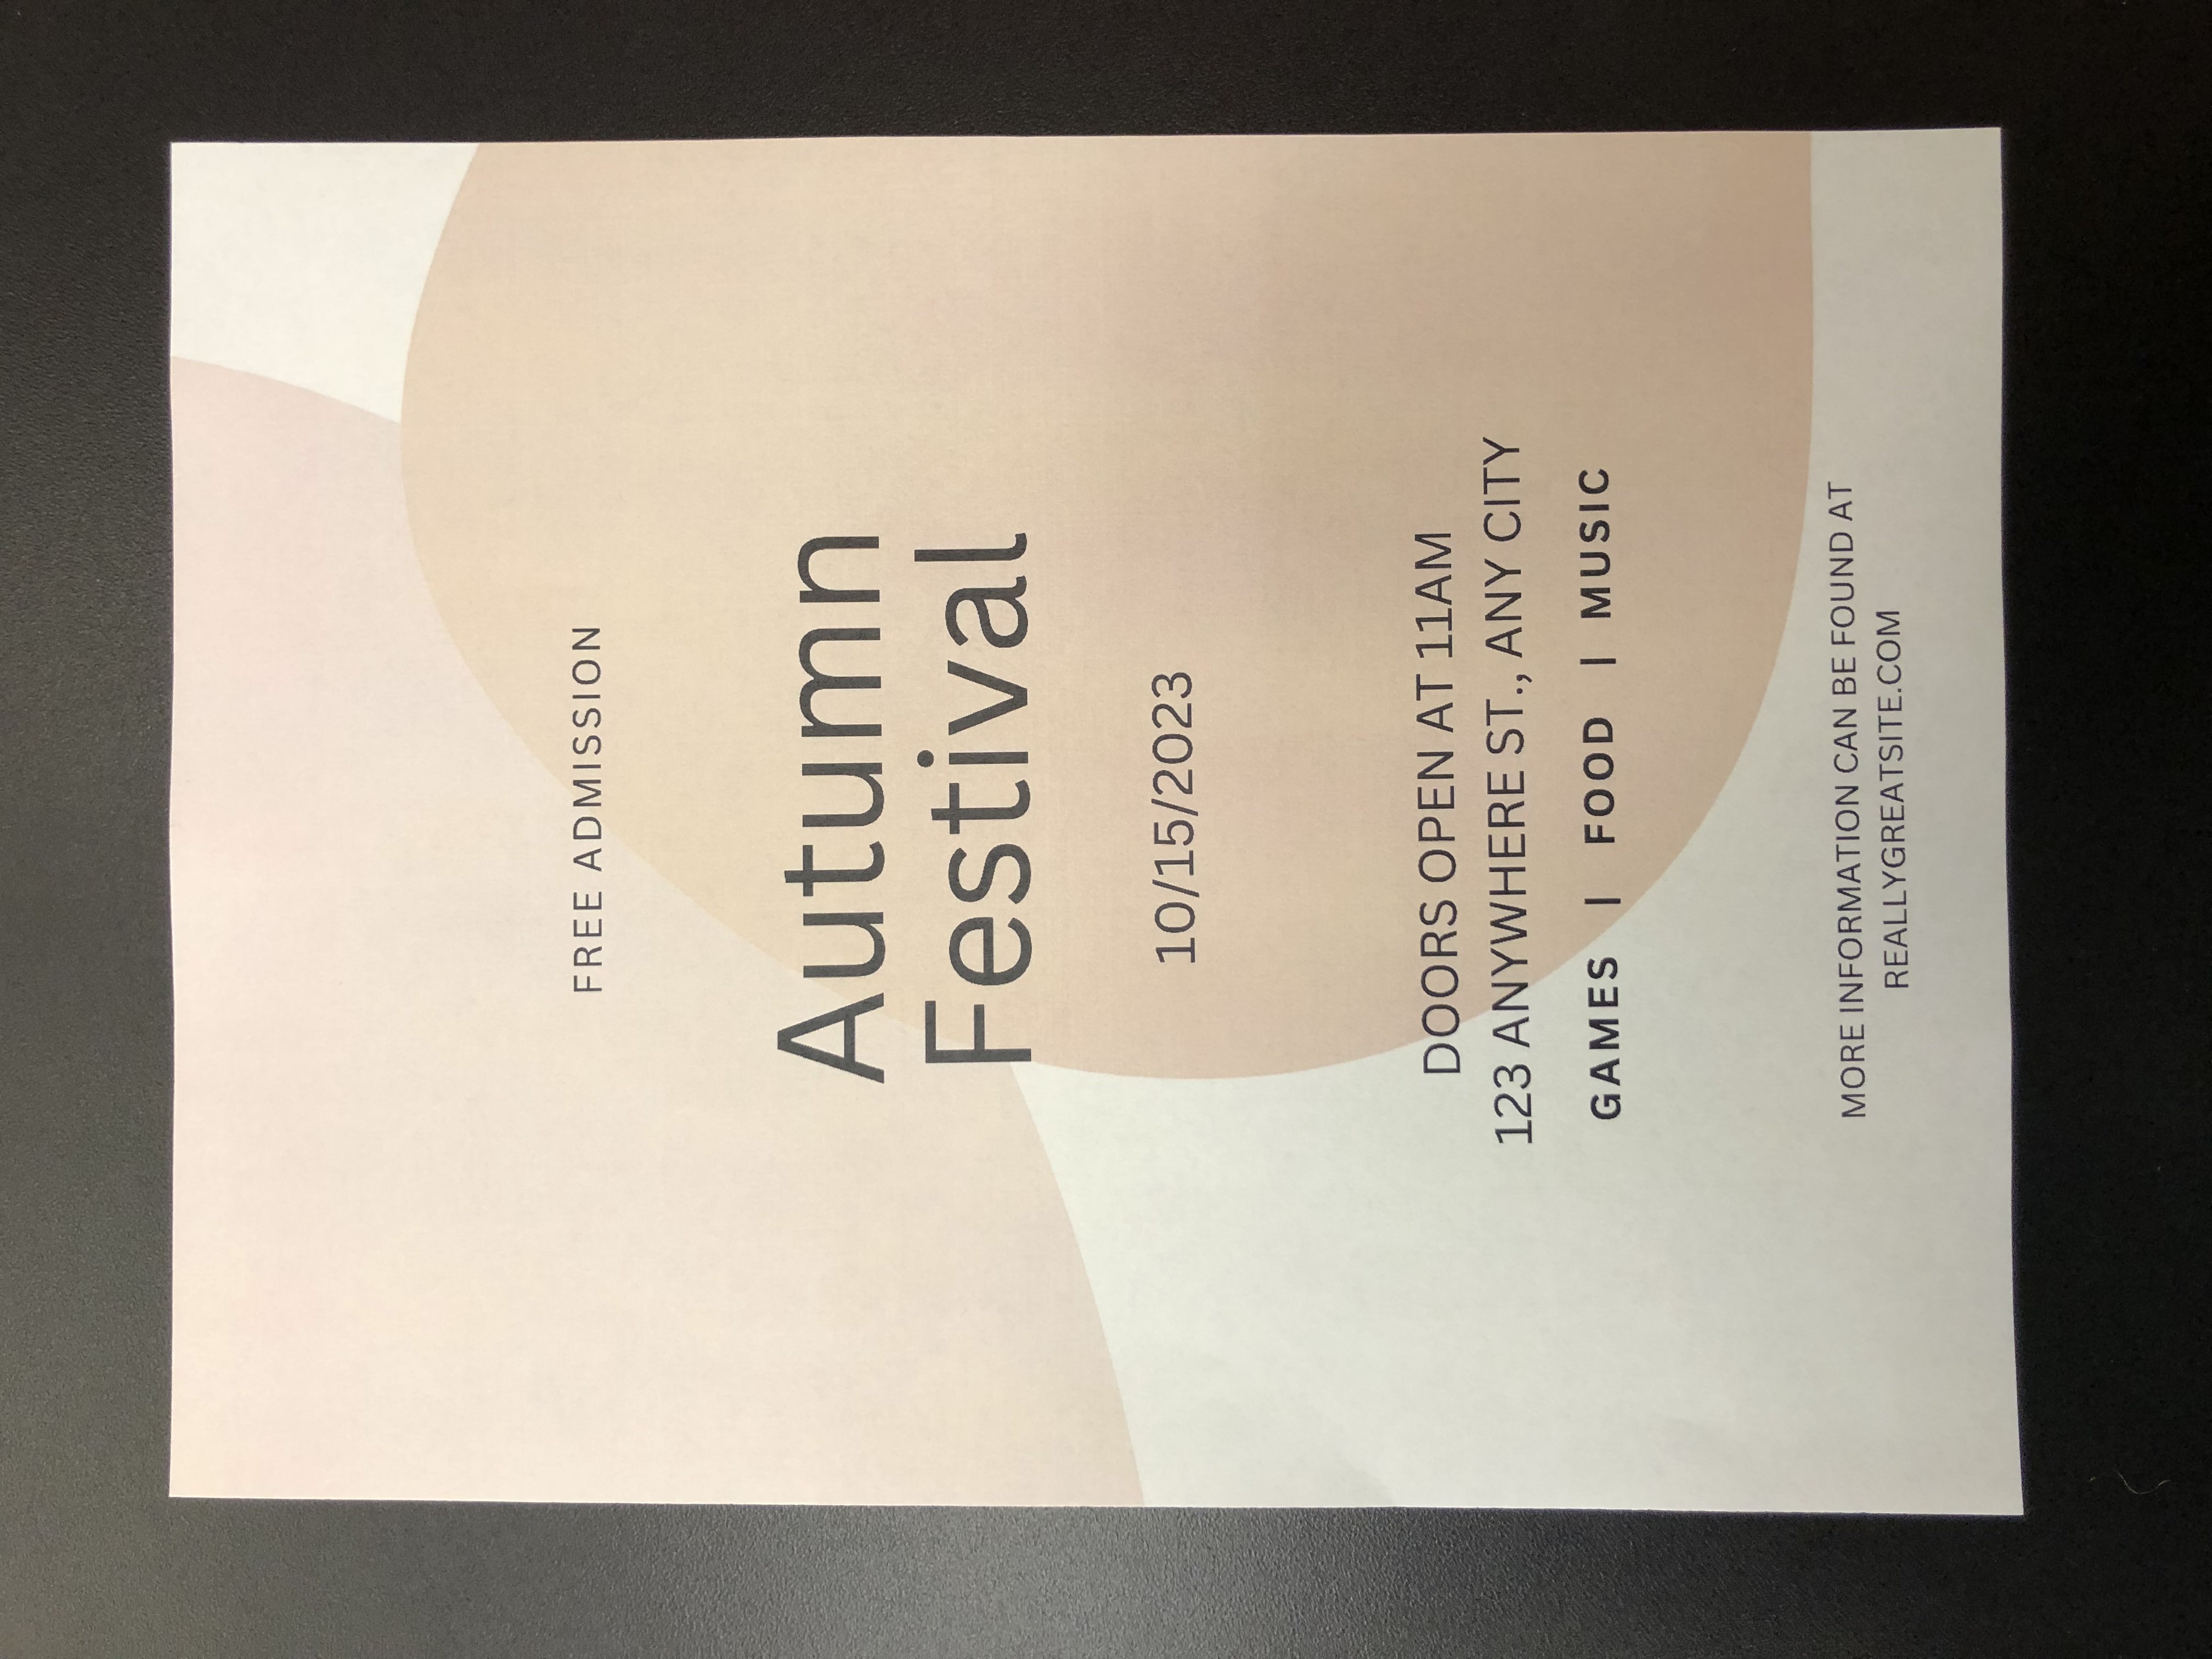 FREE ADMISSION
Autumn
Festival
10/15/2023
DOORS OPEN AT 11AM
123 ANYWHERE ST., ANY CITY
GAMES | FOOD | MUSIC
MORE INFORMATION CAN BE FOUND AT
REALLYGREATSITE.COM